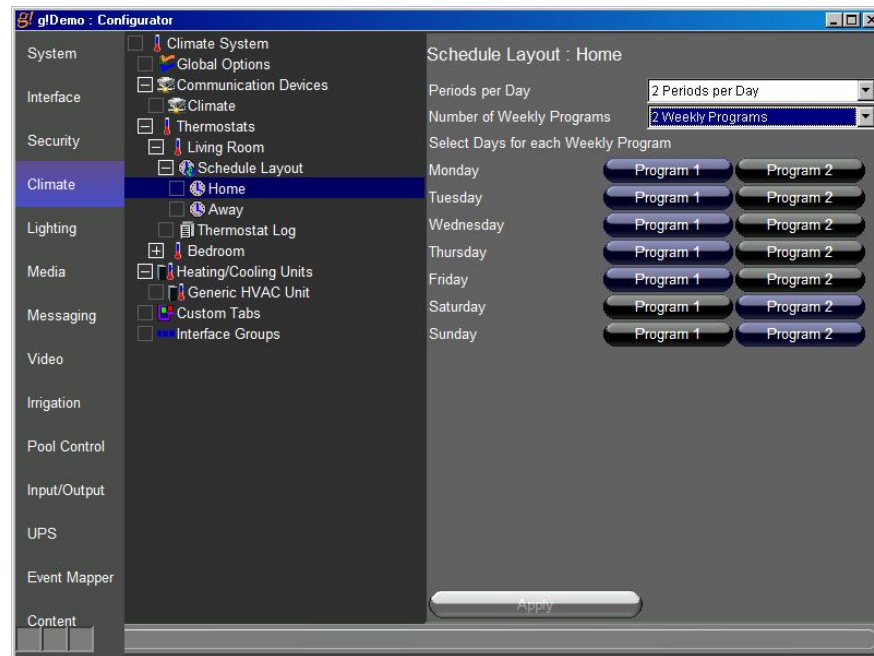 g! g!Demo : Configurator
System
Interface
Security
Climate
Lighting
Media
Messaging
Video
Irrigation
Pool Control
Input/Output
UPS
Event Mapper
Content
Climate System
Global Options
Communication Devices
Climate
Thermostats
Living Room
Schedule Layout
Home
Away
Thermostat Log
Bedroom
Heating/Cooling Units
Generic HVAC Unit
Custom Tabs
Interface Groups
Schedule Layout : Home
Periods per Day 2 Periods per Day
Number of Weekly Programs 2 Weekly Programs
Select Days for each Weekly Program
Monday Program 1 Program 2
Tuesday Program 1 Program 2
Wednesday Program 1 Program 2
Thursday Program 1 Program 2
Friday Program 1 Program 2
Saturday Program 1 Program 2
Sunday Program 1 Program 2
Apply